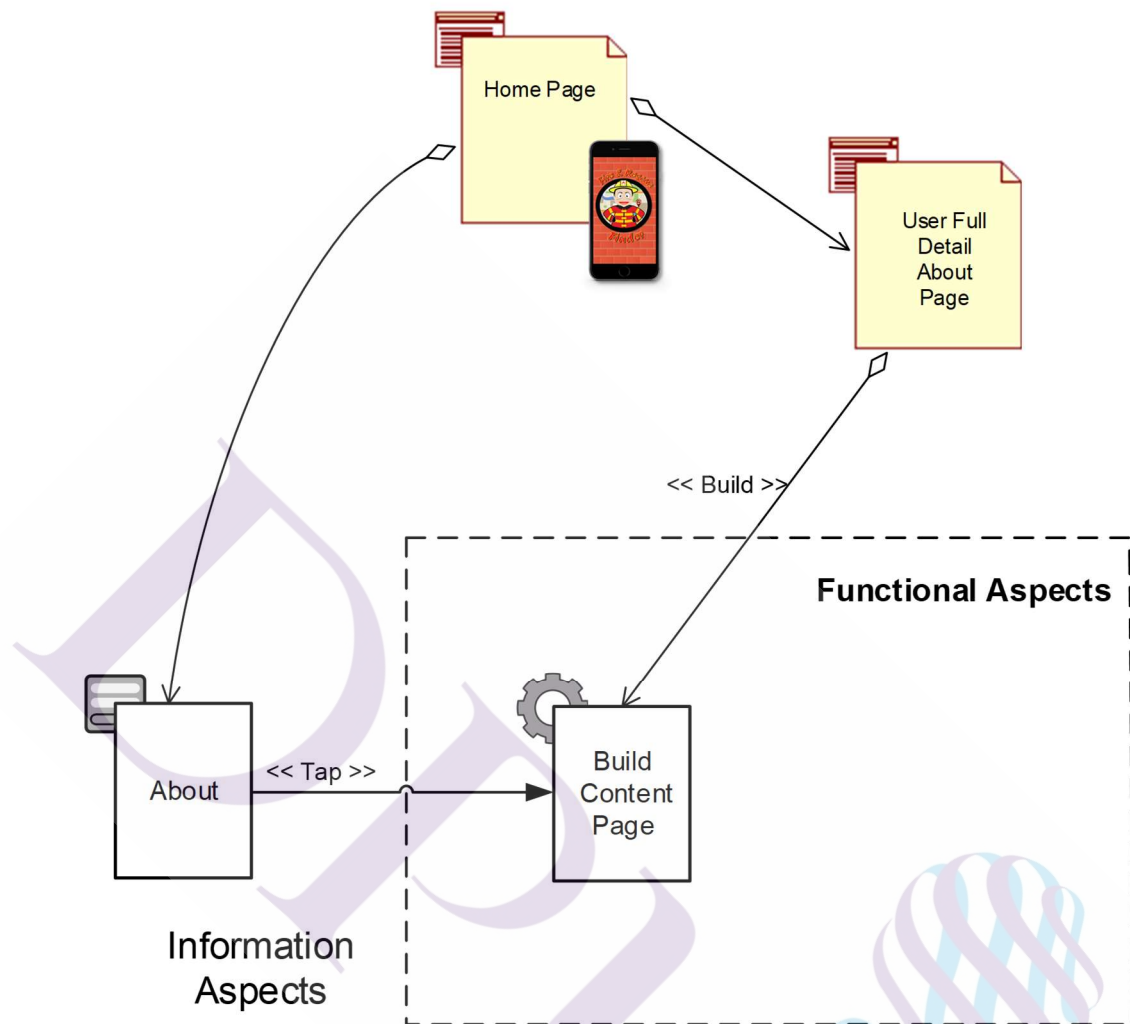 Home Page
User Full
Detail
About
Page
<< Build >>
Functional Aspects
About
<< Tap >>
Build
Content
Page
Information
Aspects